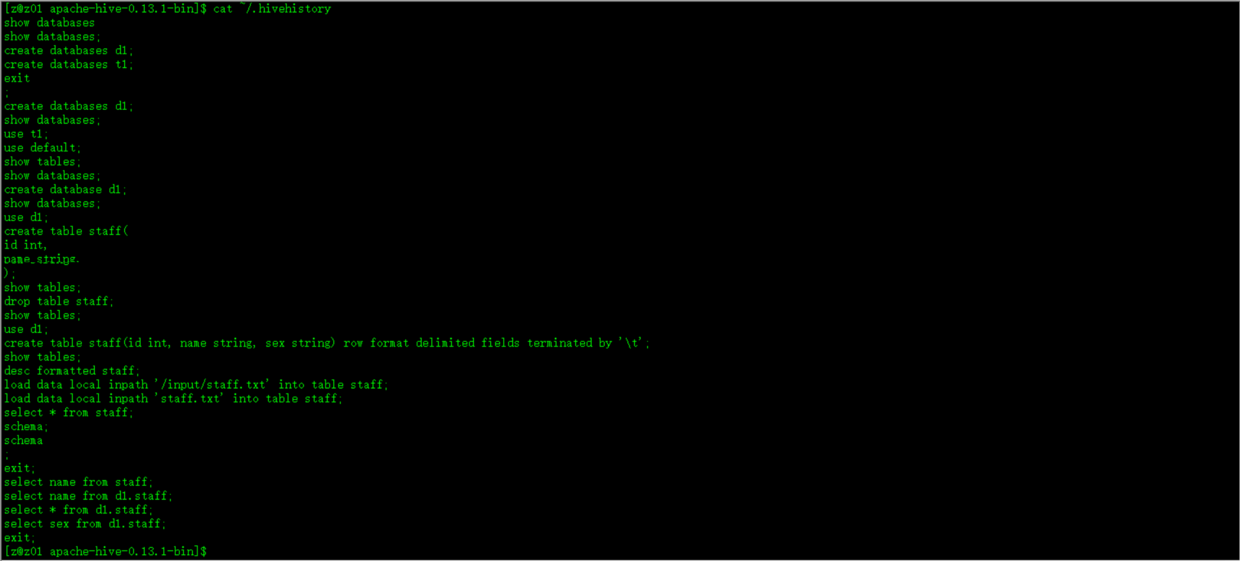 [z@z01 apache-hive-0.13.1-bin]$ cat ~/.hivehistory
show databases
show databases;
create databases d1;
create databases t1;
exit
;
create databases d1;
show databases;
use t1;
use default;
show tables;
show databases;
create database d1;
show databases;
use d1;
create table staff(
id int,
);
show tables;
drop table staff;
show tables;
use d1;
create table staff(id int, name string, sex string) row format delimited fields terminated by '\t';
show tables;
desc formatted staff;
load data local inpath '/input/staff.txt' into table staff;
load data local inpath 'staff.txt' into table staff;
select * from staff;
schema;
schema
;
exit;
select name from staff;
select name from d1.staff;
select * from d1.staff;
select sex from d1.staff;
exit;
[z@z01 apache-hive-0.13.1-bin]$